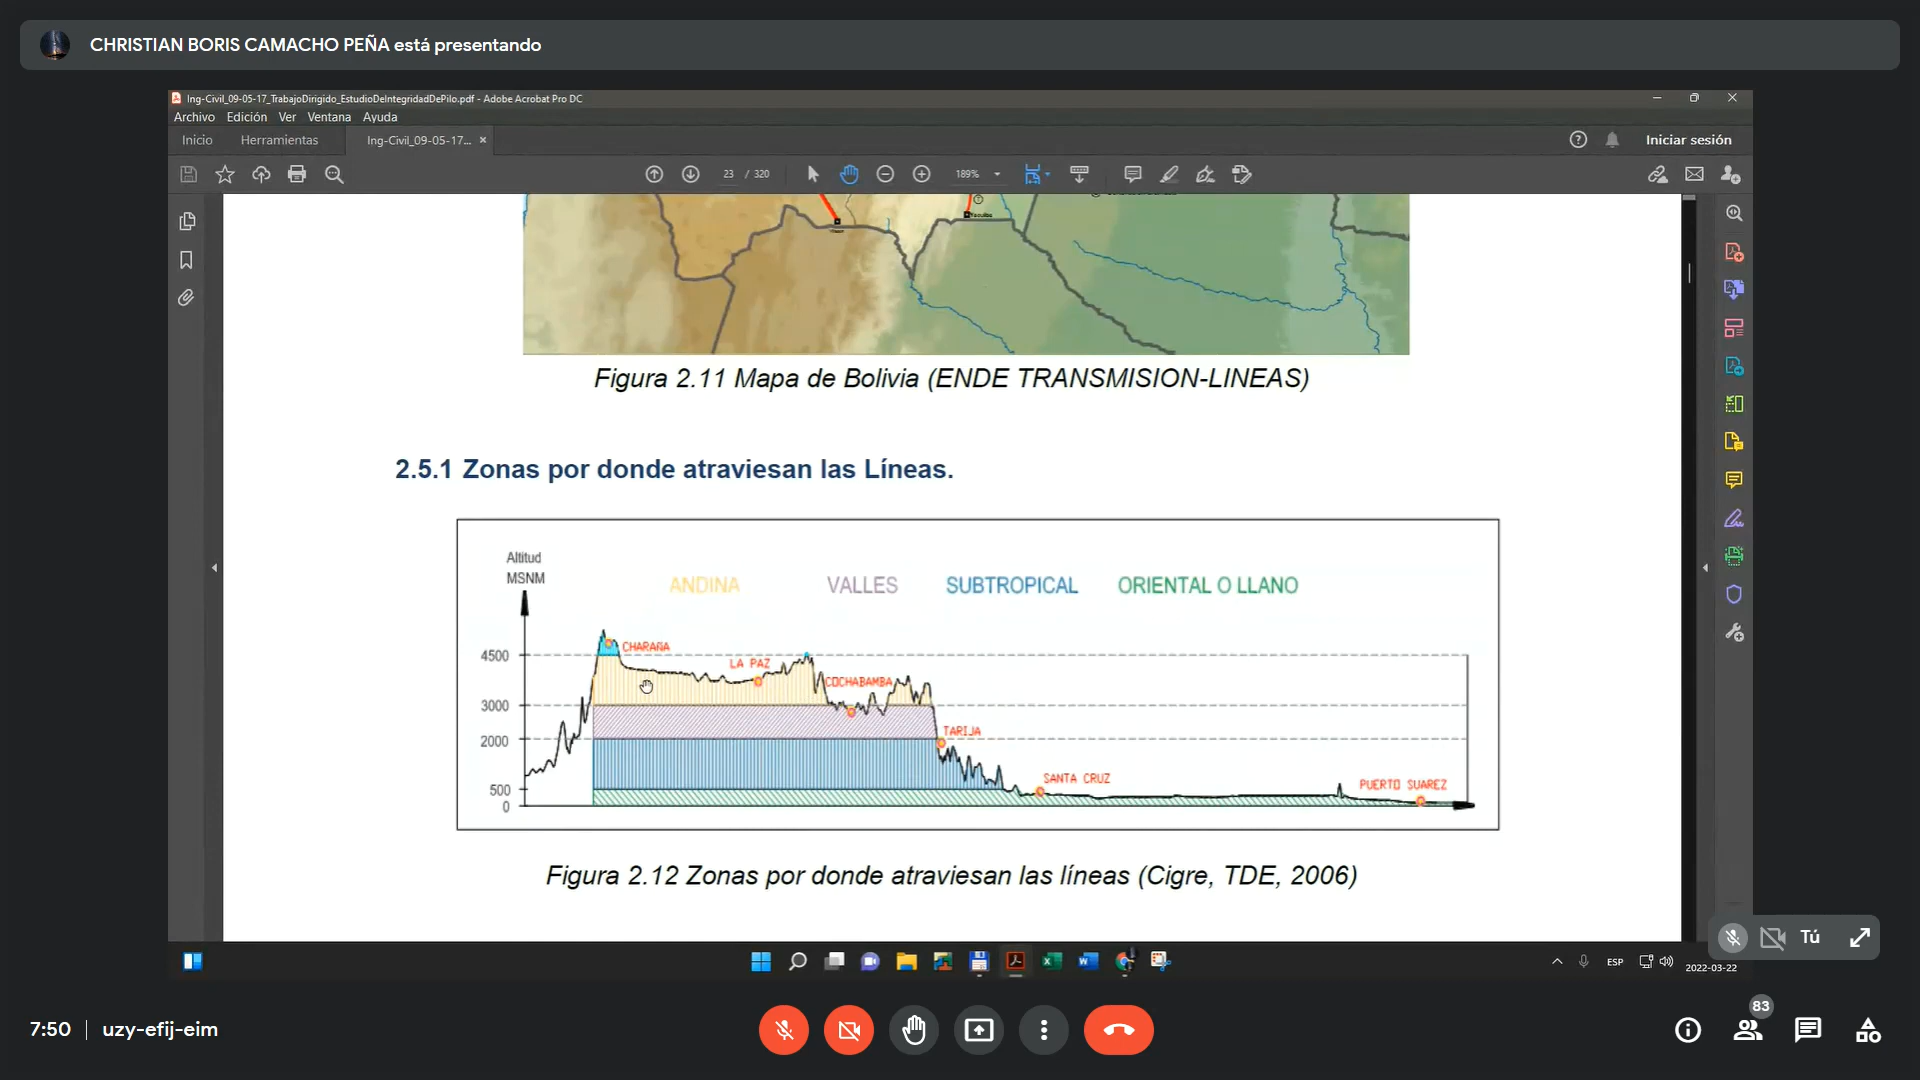 CHRISTIAN BORIS CAMACHO PEÑA está presentando
Ing-Civil_09-05-17_TrabajoDirigido_EstudioDeIntegridadDePilo.pdf - Adobe Acrobat Pro DC
Archivo Edición Ver Ventana Ayuda
Inicio Herramientas Ing-Civil_09-05-17... × Iniciar sesión
23 / 320 189%
Figura 2.11 Mapa de Bolivia (ENDE TRANSMISION-LINEAS)
2.5.1 Zonas por donde atraviesan las Líneas.
Altitud
MSNM
ANDINA VALLES SUBTROPICAL ORIENTAL O LLANO
CHARAÑA
4500
LA PAZ
COCHABAMBA
3000
TARIJA
2000
SANTA CRUZ
PUERTO SUAREZ
500
0
Figura 2.12 Zonas por donde atraviesan las líneas (Cigre, TDE, 2006)
Tú
ESP
2022-03-22
83
7:50 | uzy-efij-eim